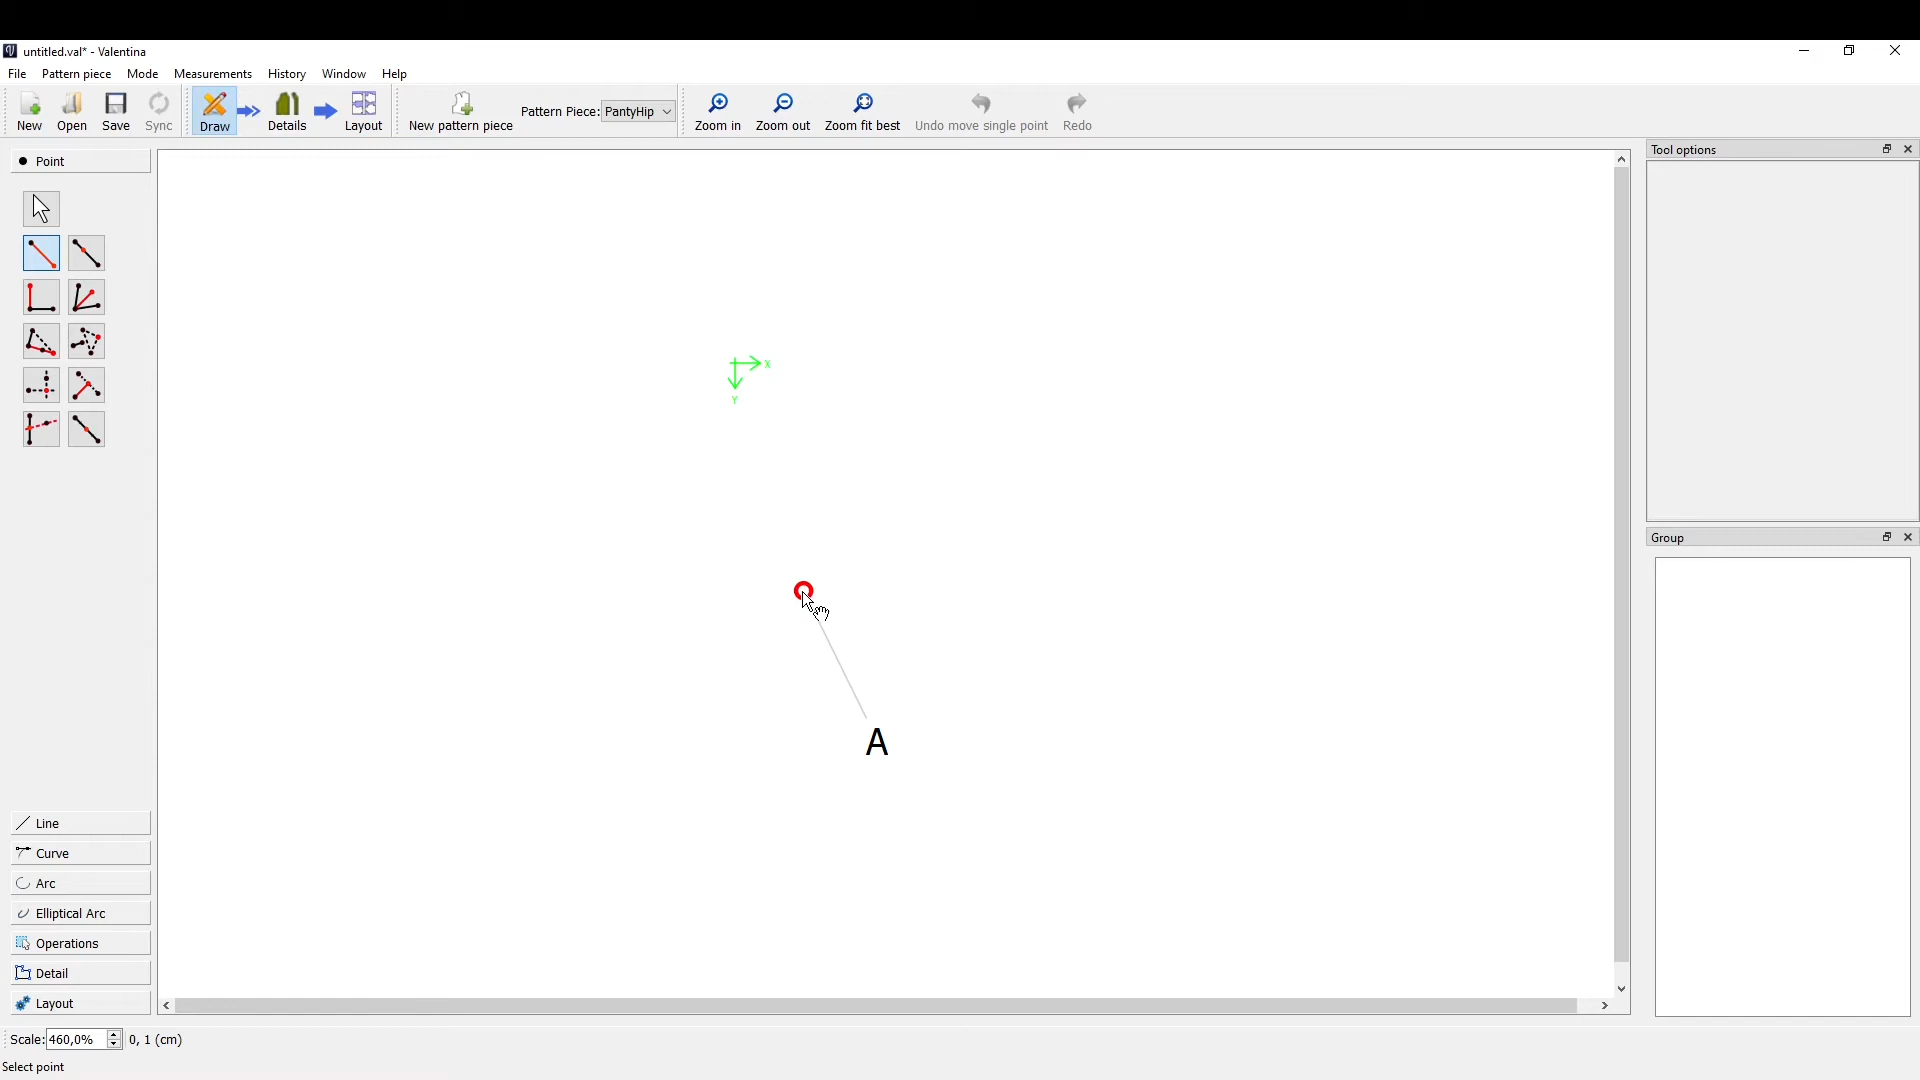 untitled.val* - Valentina
File Pattern piece Mode Measurements History Window Help
New Open Save Sync Draw Details Layout New pattern piece Pattern Piece: PantyHip Zoom in Zoom out Zoom fit best Undo move single point Redo
Point
Tool options
X
Y
Group
A
Line
Curve
Arc
Elliptical Arc
Operations
Detail
Layout
Scale: 460,0% 0, 1 (cm)
Select point